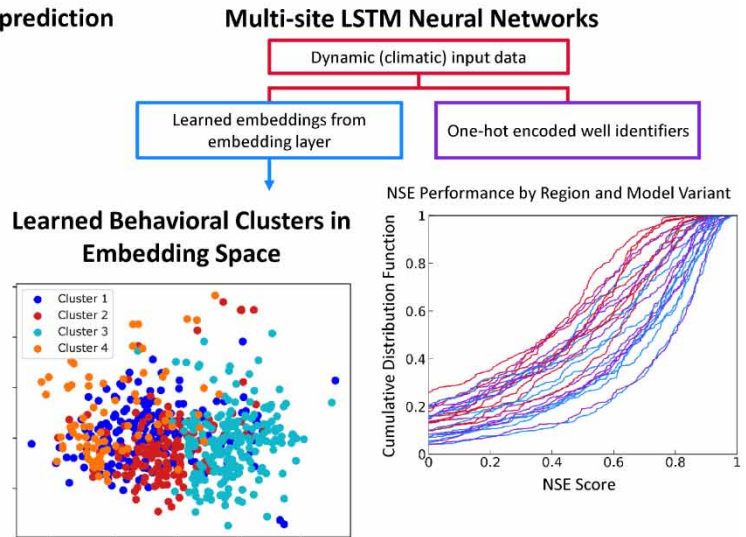 prediction
Multi-site LSTM Neural Networks
Dynamic (climatic) input data
Learned embeddings from
embedding layer
One-hot encoded well identifiers
Learned Behavioral Clusters in
Embedding Space
Cluster 1
Cluster 2
Cluster 3
Cluster 4
NSE Performance by Region and Model Variant
Cumulative Distribution Function
1
0.8
0.6
0.4
0.2
0
0
0.2
0.4
0.6
0.8
1
NSE Score